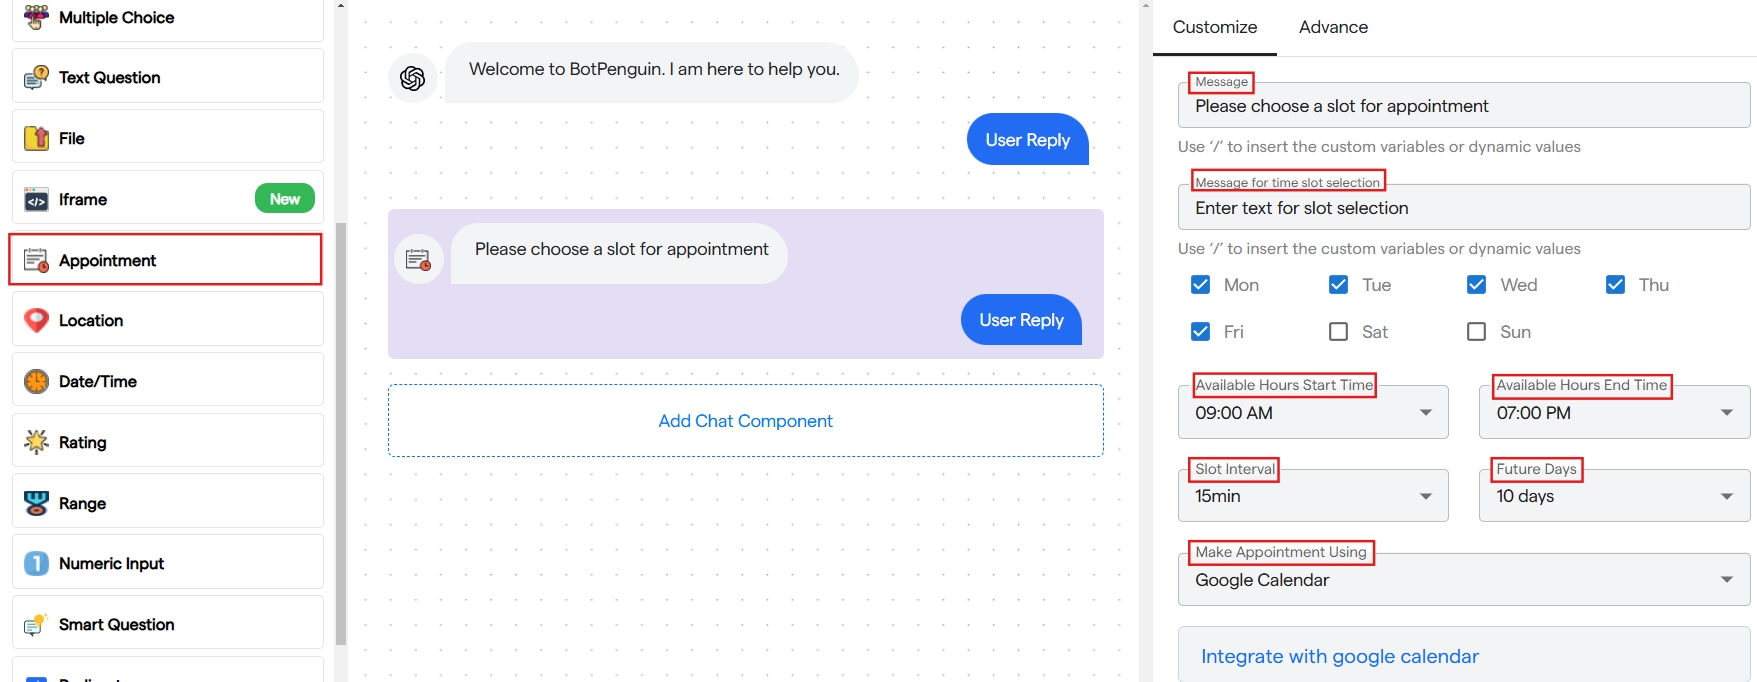 Multiple Choice
Text Question
File
Iframe
New
Appointment
Location
Date/Time
Rating
Range
Numeric Input
Smart Question
Welcome to BotPenguin. I am here to help you.
User Reply
Please choose a slot for appointment
User Reply
Add Chat Component
Customize
Advance
Message
Please choose a slot for appointment
Use ‘/’ to insert the custom variables or dynamic values
Message for time slot selection
Enter text for slot selection
Use ‘/’ to insert the custom variables or dynamic values
Mon
Tue
Wed
Thu
Fri
Sat
Sun
Available Hours Start Time
09:00 AM
Available Hours End Time
07:00 PM
Slot Interval
15min
Future Days
10 days
Make Appointment Using
Google Calendar
Integrate with google calendar